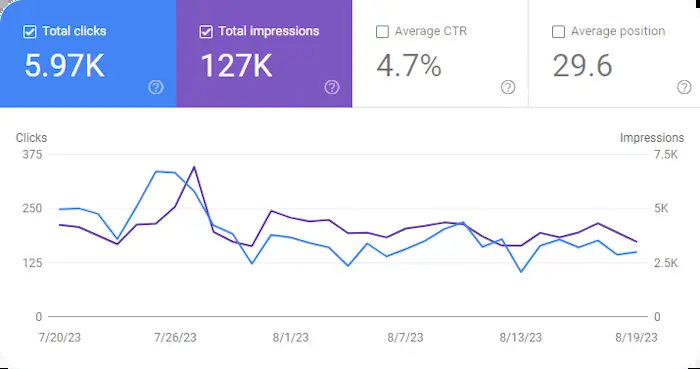 Total clicks
5.97K
Total impressions
127K
Average CTR
4.7%
Average position
29.6
Clicks
Impressions
375
250
125
0
7.5K
5K
2.5K
0
7/20/23 7/26/23 8/1/23 8/7/23 8/13/23 8/19/23